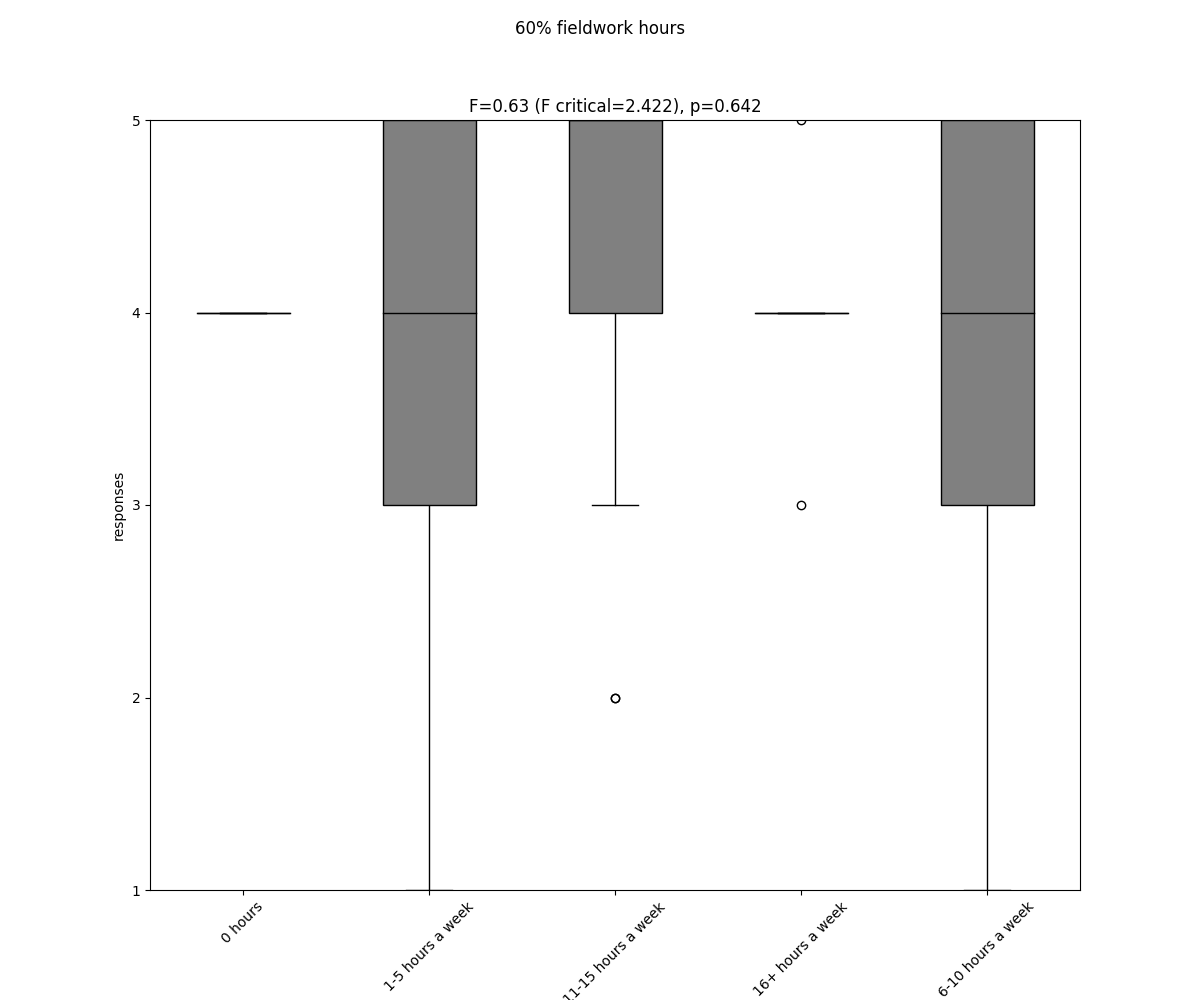 60% fieldwork hours
F=0.63 (F critical=2.422), p=0.642
responses
5
4
3
2
1
0 hours
1-5 hours a week
11-15 hours a week
16+ hours a week
6-10 hours a week